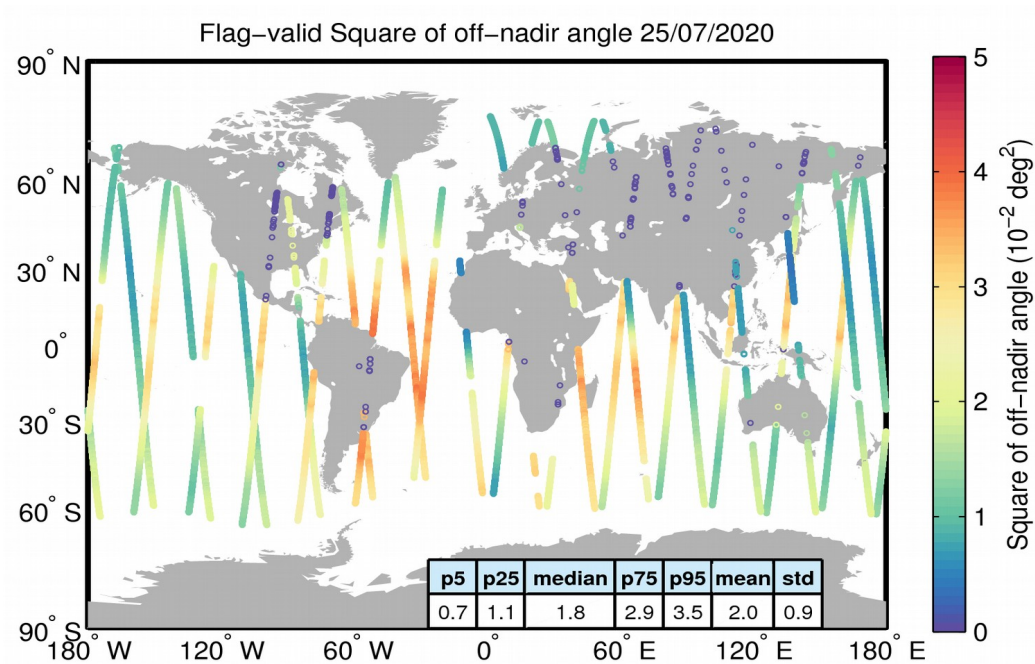 Flag−valid Square of off−nadir angle 25/07/2020
90° N
60° N
30° N
0°
30° S
60° S
90° S
180° W
120° W
60° W
0°
60° E
120° E
180° E
p5 p25 median p75 p95 mean std
0.7 1.1 1.8 2.9 3.5 2.0 0.9
5
4
3
2
1
0
Square of off−nadir angle (10⁻² deg²)